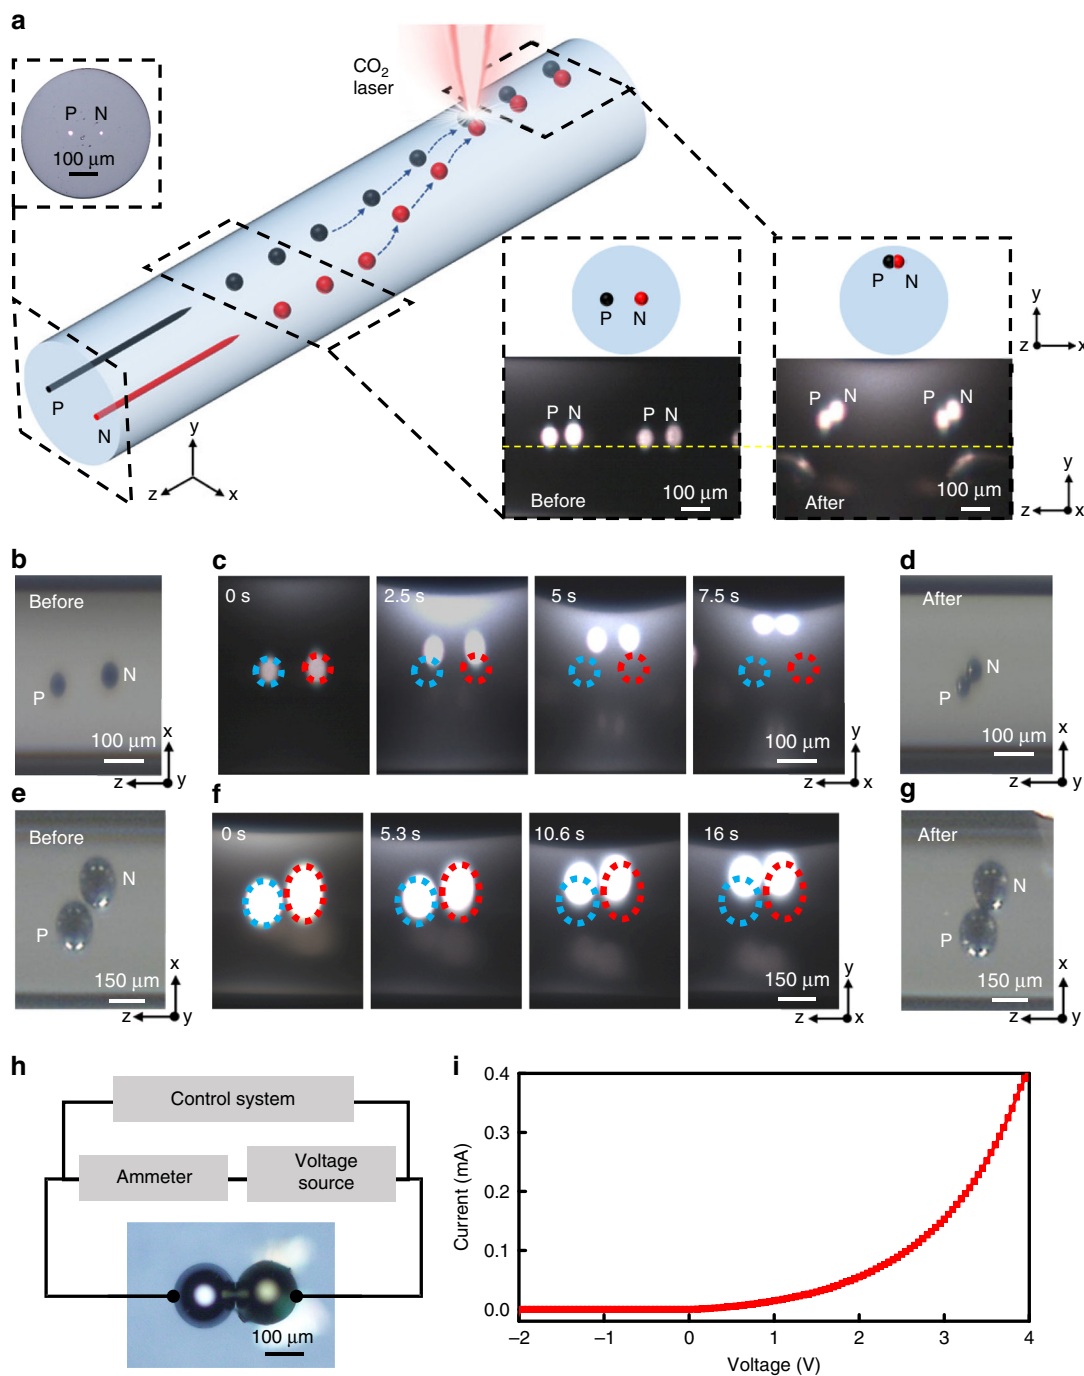 a
P N
100 μm
CO2
laser
P
N
y
z
x
P
N
P
N
y
z
x
P N
P N
Before
100 μm
P N
P N
After
100 μm
y
z
x
b
Before
N
P
100 μm
x
z
y
c
0 s
2.5 s
5 s
7.5 s
100 μm
y
z
x
d
After
N
P
100 μm
x
z
y
e
Before
N
P
150 μm
x
z
y
f
0 s
5.3 s
10.6 s
16 s
150 μm
y
z
x
g
After
N
P
150 μm
x
z
y
h
Control system
Ammeter
Voltage
source
100 μm
i
0.4
0.3
0.2
0.1
0.0
Current (mA)
–2
–1
0
1
2
3
4
Voltage (V)